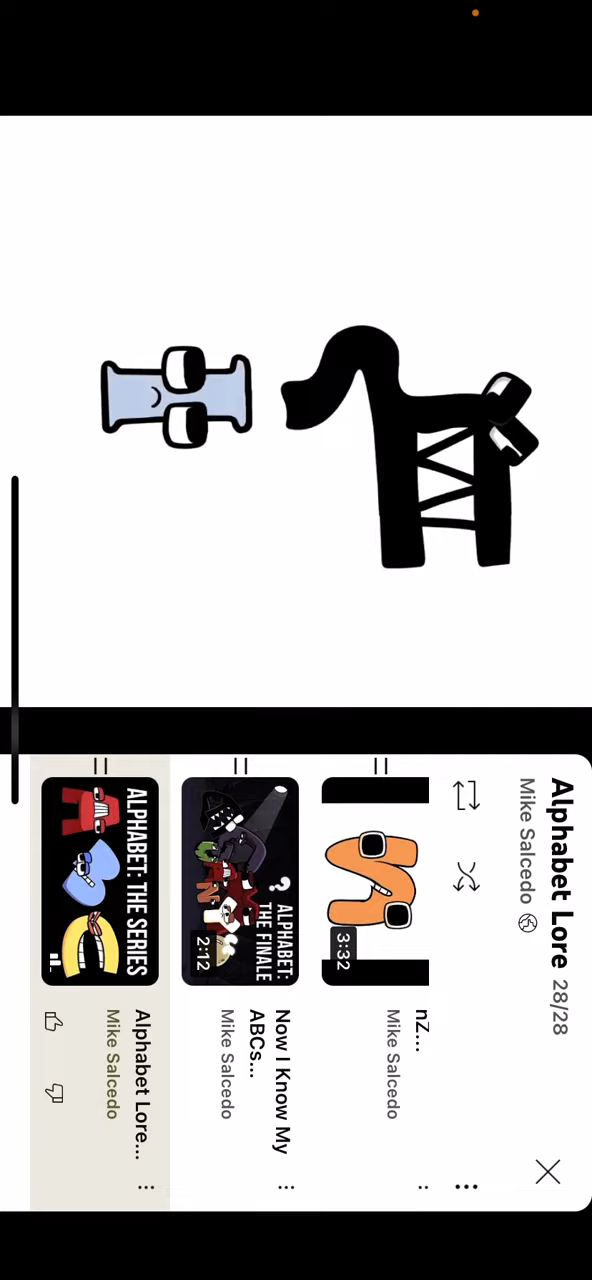 Alphabet Lore 28/28
Mike Salcedo
3:32
nZ...
Mike Salcedo
ALPHABET:
THE FINALE
2:12
Now I Know My
ABCs....
Mike Salcedo
ALPHABET: THE SERIES
Alphabet Lore...
Mike Salcedo